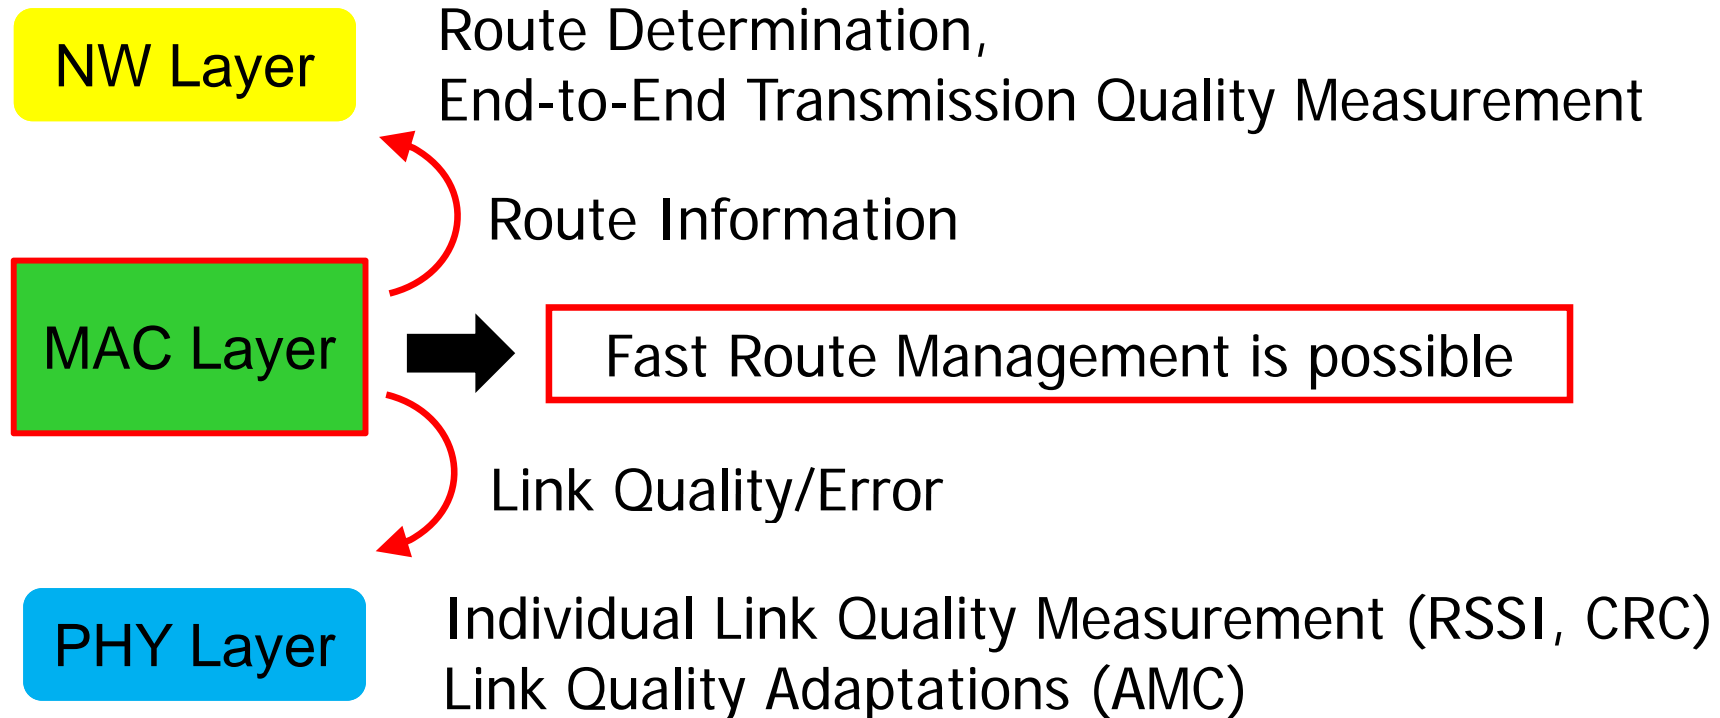 NW Layer
Route Determination,
End-to-End Transmission Quality Measurement
Route Information
MAC Layer
Fast Route Management is possible
Link Quality/Error
PHY Layer
Individual Link Quality Measurement (RSSI, CRC)
Link Quality Adaptations (AMC)